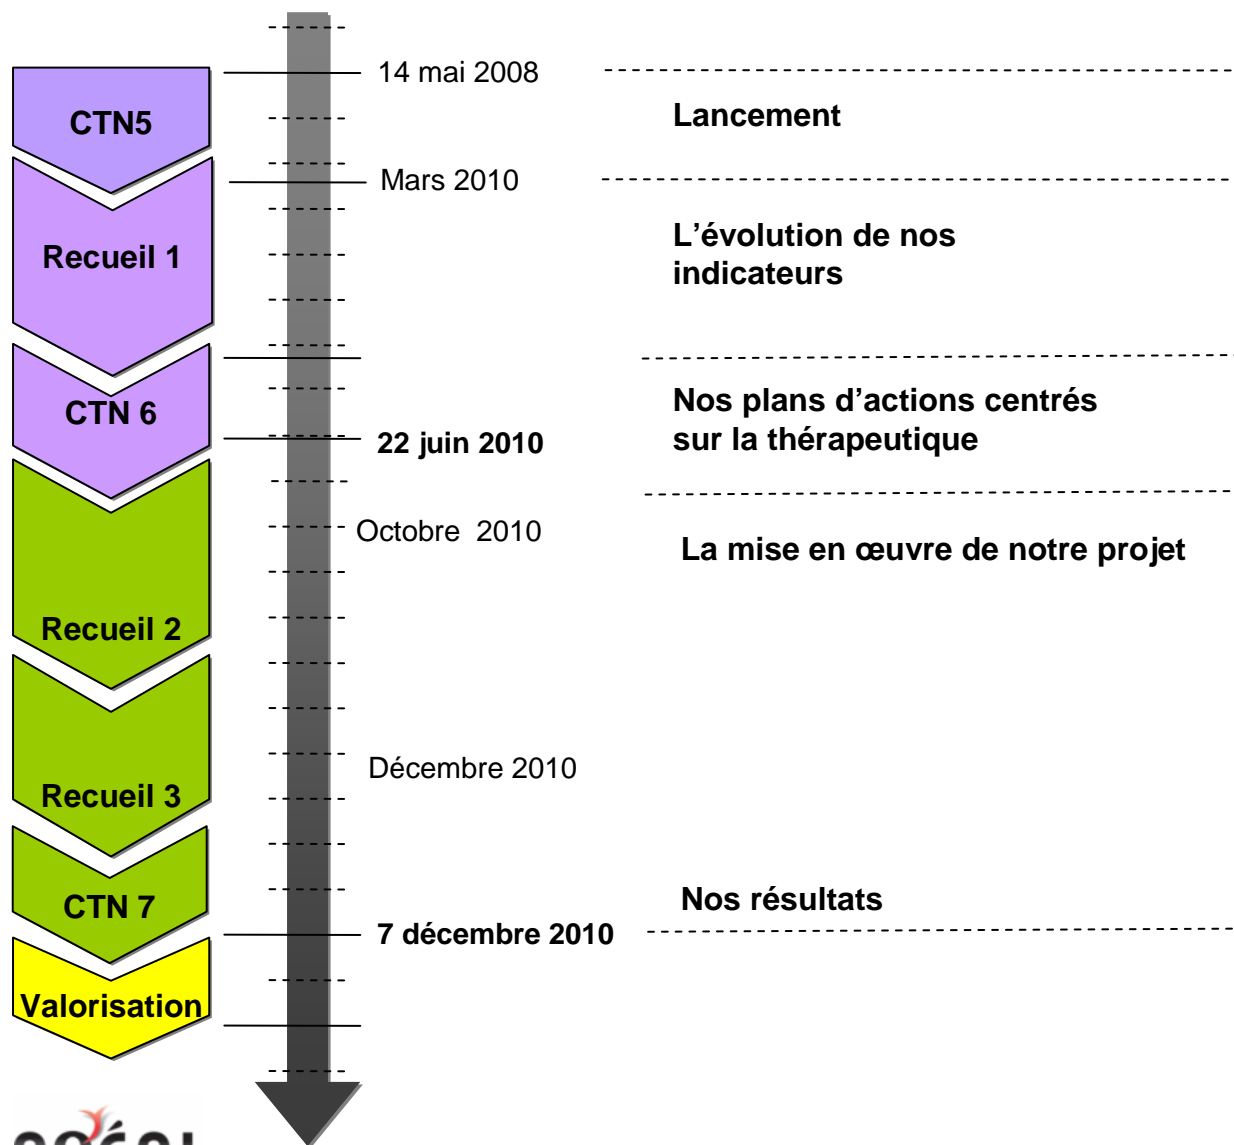 14 mai 2008
CTN5
Lancement
Mars 2010
Recueil 1
L'évolution de nos
indicateurs
CTN 6
Nos plans d'actions centrés
sur la thérapeutique
22 juin 2010
Octobre 2010
La mise en œuvre de notre projet
Recueil 2
Décembre 2010
Recueil 3
CTN 7
Nos résultats
7 décembre 2010
Valorisation